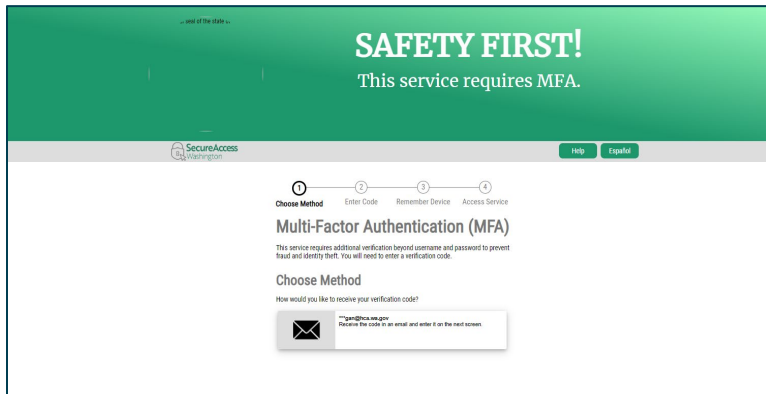 seal of the state
SAFETY FIRST!
This service requires MFA.
SecureAccess
Washington
Help
Español
1
2
3
4
Choose Method
Enter Code
Remember Device
Access Service
Multi-Factor Authentication (MFA)
This service requires additional verification beyond username and password to prevent
fraud and identity theft. You will need to enter a verification code.
Choose Method
How would you like to receive your verification code?
***gan@hca.wa.gov
Receive the code in an email and enter it on the next screen.